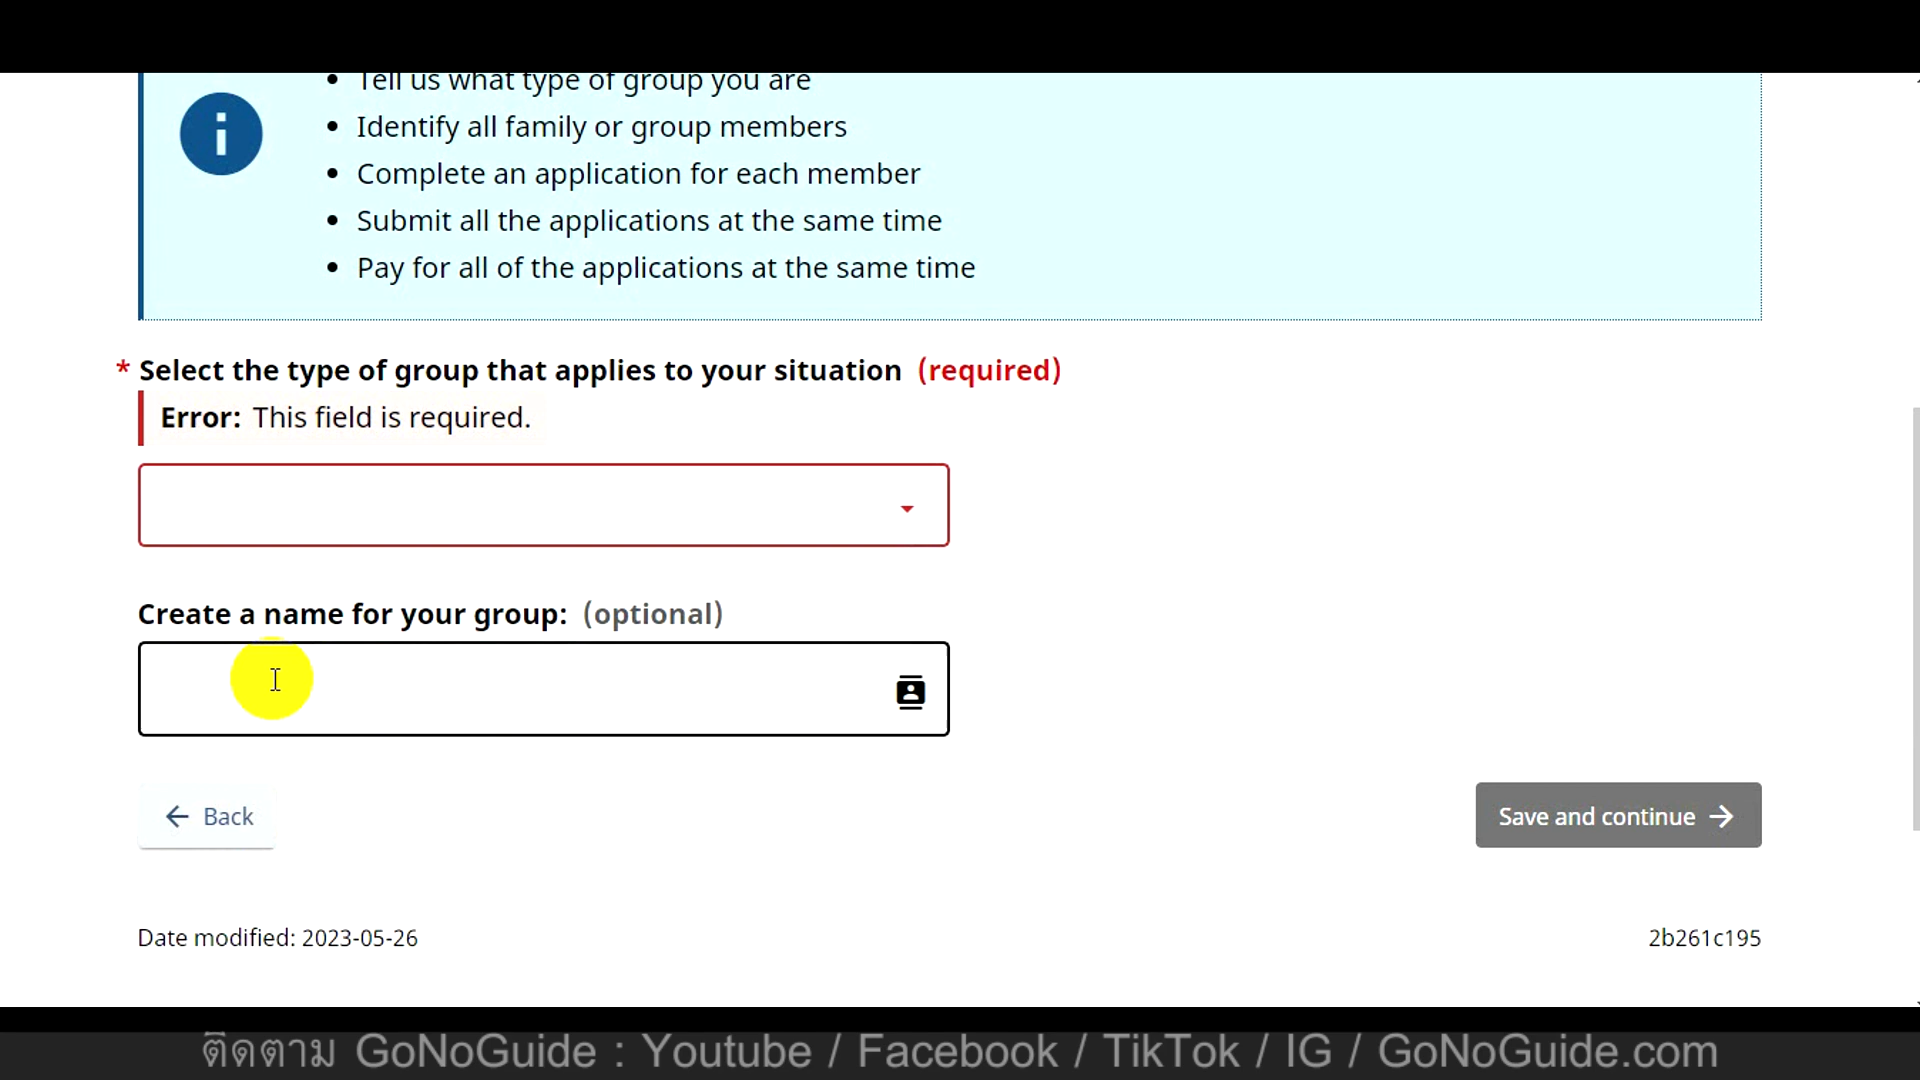 Tell us what type of group you are
Identify all family or group members
Complete an application for each member
Submit all the applications at the same time
Pay for all of the applications at the same time
* Select the type of group that applies to your situation (required)
Error: This field is required.
Create a name for your group: (optional)
Back
Save and continue
Date modified: 2023-05-26
2b261c195
ติดตาม GoNoGuide : Youtube / Facebook / TikTok / IG / GoNoGuide.com